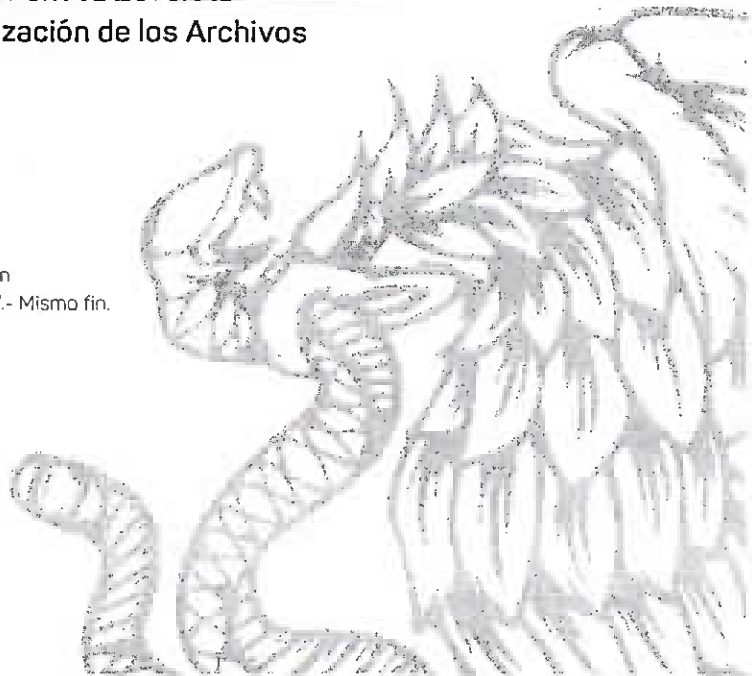 zación de los Archivos
n
.- Mismo fin.